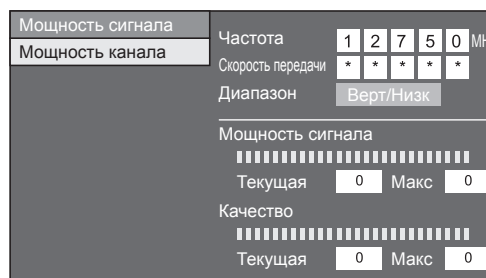 Мощность сигнала
Мощность канала
Частота 1 2 7 5 0 MH
Скорость передачи * * * * *
Диапазон Верт/Низк
Мощность сигнала
Текущая 0 Макс 0
Качество
Текущая 0 Макс 0